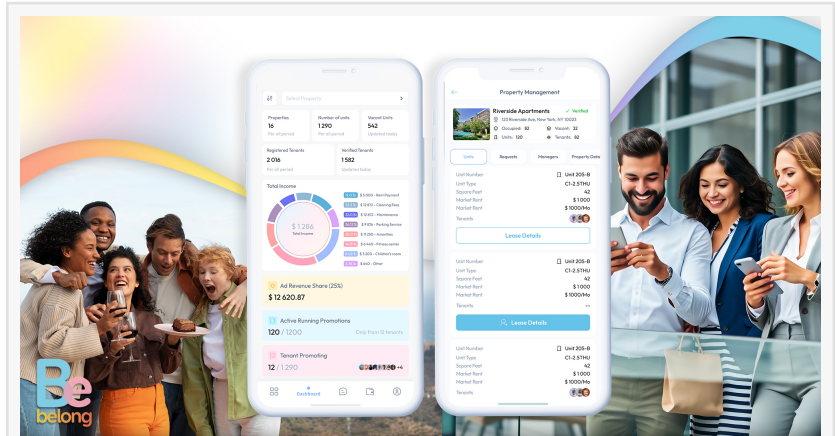 Select Property
Properties
16
Per all period
Number of units
1 290
Per all period
Vacant Units
542
Updated today
Registered Tenants
2 016
Per all period
Verified Tenants
1 582
Updated today
Total Income
$ 1 286
Total Income
$ 5 000 - Rent Payment
$ 12 872 - Cleaning Fees
$ 12 872 - Maintenance
$ 9 876 - Parking Service
$ 11 250 - Amenities
$ 6 440 - Fitness center
$ 3 200 - Children's room
$ 660 - Other
Ad Revenue Share (25%)
$ 12 620.87
Active Running Promotions
120 / 1200
Only from 12 tenants
Tenant Promoting
12 / 1 290
+4
Dashboard
Property Management
Riverside Apartments
Verified
123 Riverside Ave, New York, NY 10023
Occupied: 82
Vacant: 32
Units: 120
Tenants: 82
Units
Requests
Managers
Property Data
Unit Number
Unit 205-B
Unit Type
C1-2.5THU
Square Feet
42
Market Rent
$ 1000
Market Rent
$ 1000/Mo
Tenants
Lease Details
Unit Number
Unit 205-B
Unit Type
C1-2.5THU
Square Feet
42
Market Rent
$ 1000
Market Rent
$ 1000/Mo
Tenants
--
Lease Details
Unit Number
Unit 205-B
Unit Type
C1-2.5THU
Square Feet
42
Market Rent
$ 1000
Market Rent
$ 1000/Mo
Tenants
Be
belong